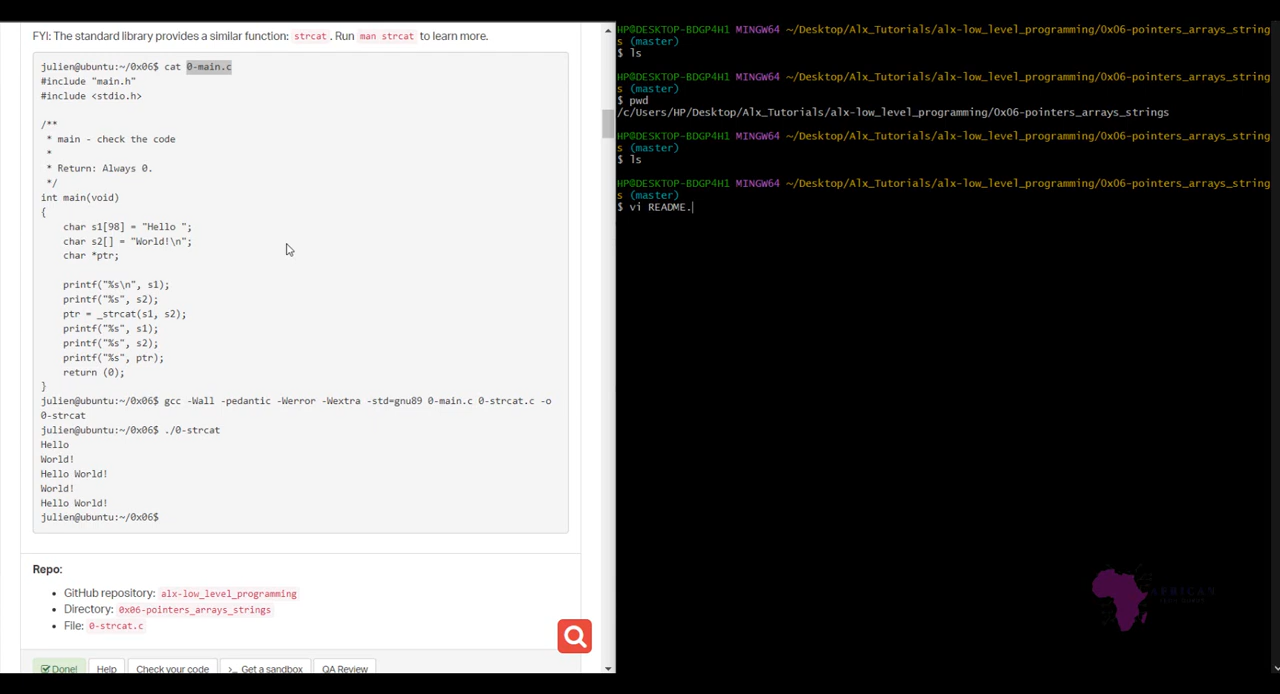 FYI: The standard library provides a similar function: strcat. Run man strcat to learn more.
julien@ubuntu:~/0x06$ cat 0-main.c
#include "main.h"
#include <stdio.h>
/**
* main - check the code
*
* Return: Always 0.
*/
int main(void)
{
char s1[98] = "Hello ";
char s2[] = "World!\n";
char *ptr;
printf("%s\n", s1);
printf("%s", s2);
ptr = _strcat(s1, s2);
printf("%s", s1);
printf("%s", s2);
printf("%s", ptr);
return (0);
}
julien@ubuntu:~/0x06$ gcc -Wall -pedantic -Werror -Wextra -std=gnu89 0-main.c 0-strcat.c -o
0-strcat
julien@ubuntu:~/0x06$ ./0-strcat
Hello
World!
Hello World!
World!
Hello World!
julien@ubuntu:~/0x06$
Repo:
GitHub repository: alx-low_level_programming
Directory: 0x06-pointers_arrays_strings
File: 0-strcat.c
Done!
Help
Check your code
>_ Get a sandbox
QA Review
HP@DESKTOP-BDGP4H1 MINGW64 ~/Desktop/Alx_Tutorials/alx-low_level_programming/0x06-pointers_arrays_string
s (master)
$ ls
HP@DESKTOP-BDGP4H1 MINGW64 ~/Desktop/Alx_Tutorials/alx-low_level_programming/0x06-pointers_arrays_string
s (master)
$ pwd
/c/Users/HP/Desktop/Alx_Tutorials/alx-low_level_programming/0x06-pointers_arrays_strings
HP@DESKTOP-BDGP4H1 MINGW64 ~/Desktop/Alx_Tutorials/alx-low_level_programming/0x06-pointers_arrays_string
s (master)
$ ls
HP@DESKTOP-BDGP4H1 MINGW64 ~/Desktop/Alx_Tutorials/alx-low_level_programming/0x06-pointers_arrays_string
s (master)
$ vi README.
AFRICAN